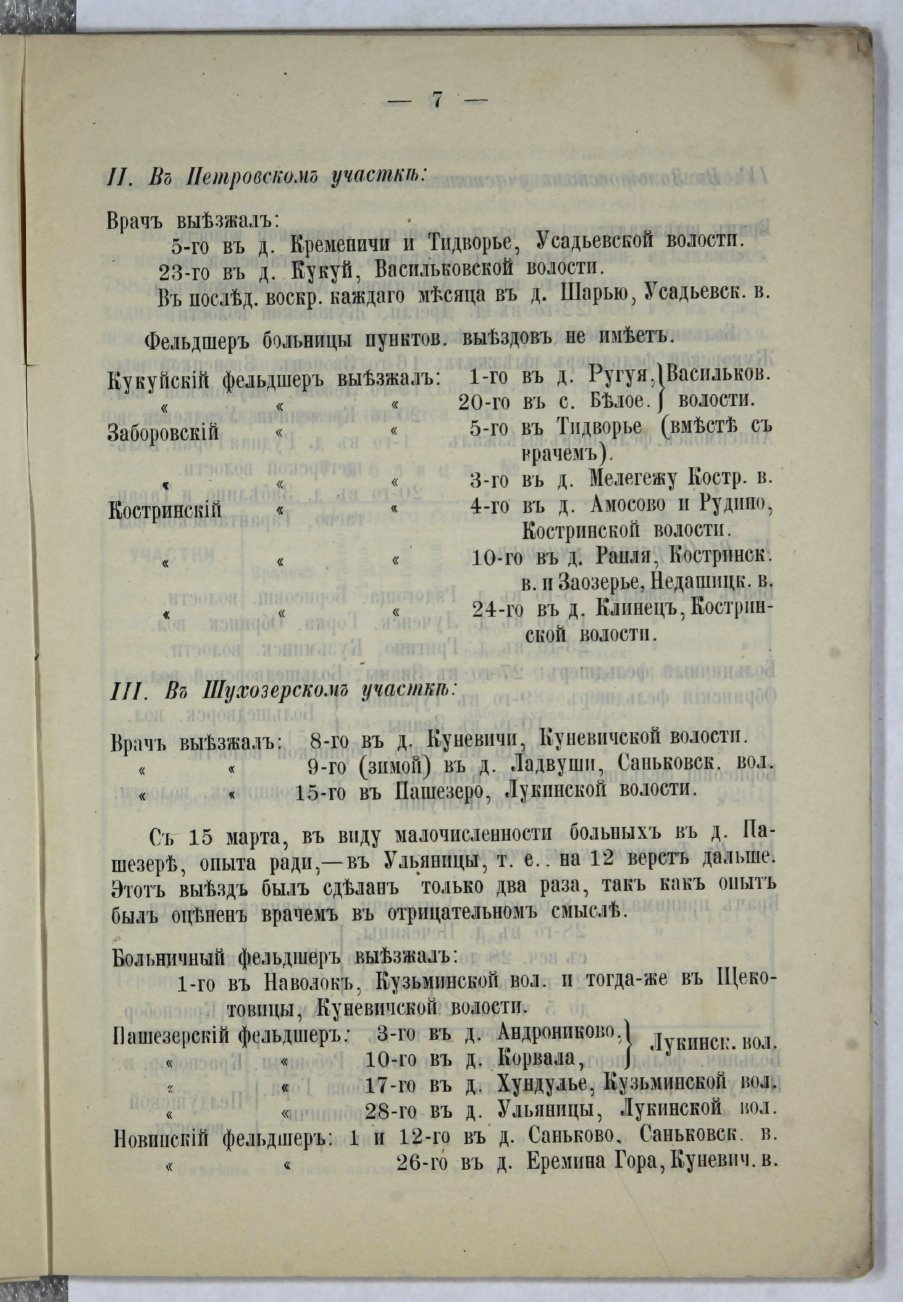 — 7 —
II. Въ Петровскомъ участкѣ:
Врачъ выѣзжалъ:
5-го въ д. Кременичи и Тидворье, Усадьевской волости.
23-го въ д. Кукуй, Васильковской волости.
Въ послѣд. воскр. каждаго мѣсяца въ д. Шарью, Усадьевск. в.
Фельдшеръ больницы пунктов. выѣздовъ не имѣетъ.
Кукуйскій фельдшеръ выѣзжалъ: 1-го въ д. Ругуя,}Васильков.
« « « 20-го въ с. Бѣлое.} волости.
Заборовскій « « 5-го въ Тидворье (вмѣстѣ съ
врачемъ).
« « « 3-го въ д. Мелегежу Костр. в.
Костринскій « « 4-го въ д. Амосово и Рудино,
Костринской волости.
« « « 10-го въ д. Рапля, Костринск.
в. и Заозерье, Недашицк. в.
« « « 24-го въ д. Клинецъ, Кострин-
ской волости.
III. Въ Шухозерскомъ участкѣ:
Врачъ выѣзжалъ: 8-го въ д. Куневичи, Куневичской волости.
« « 9-го (зимой) въ д. Ладвуши, Саньковск. вол.
« « 15-го въ Пашезеро, Лукинской волости.
Съ 15 марта, въ виду малочисленности больныхъ въ д. Па-
шезерѣ, опыта ради,—въ Ульяницы, т. е.. на 12 верстъ дальше.
Этотъ выѣздъ былъ сдѣланъ только два раза, такъ какъ опытъ
былъ оцѣненъ врачемъ въ отрицательномъ смыслѣ.
Больничный фельдшеръ выѣзжалъ:
1-го въ Наволокъ, Кузьминской вол. и тогда-же въ Щеко-
товицы, Куневичской волости.
Пашезерскій фельдшеръ: 3-го въ д. Андрониково,} Лукинск. вол.
« « 10-го въ д. Корвала, }
« « 17-го въ д. Хундулье, Кузьминской вол.
« « 28-го въ д. Ульяницы, Лукинской вол.
Новинскій фельдшеръ: 1 и 12-го въ д. Саньково, Саньковск. в.
« « 26-го въ д. Еремина Гора, Куневич. в.